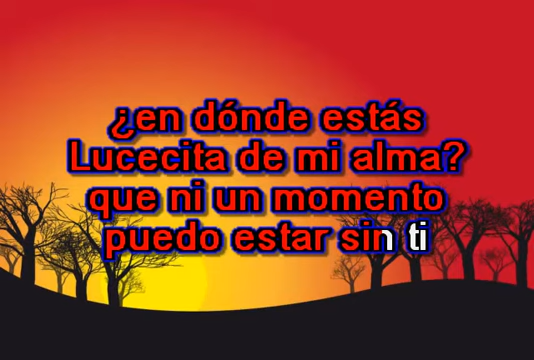 ¿en dónde estás
Lucecita de mi alma?
que ni un momento
puedo estar sin ti